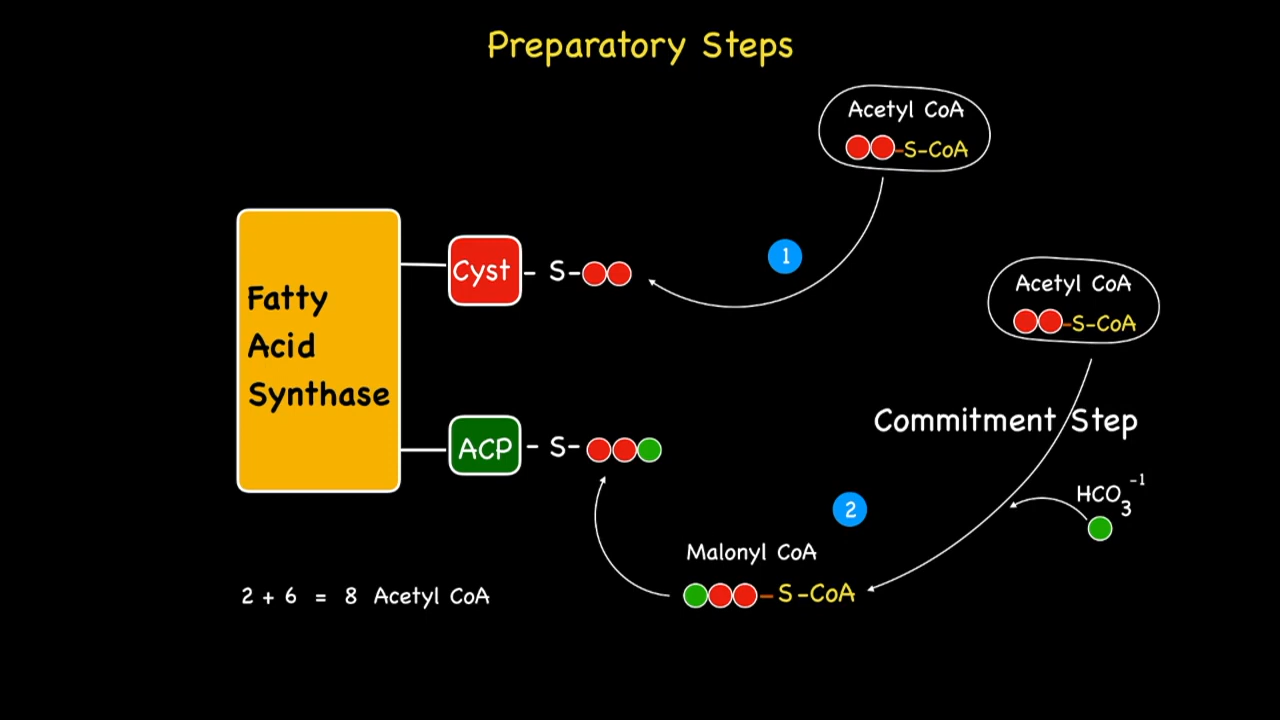 Preparatory Steps
Acetyl CoA
S-CoA
1
Cyst - S-
Acetyl CoA
S-CoA
Fatty
Acid
Synthase
Commitment Step
ACP - S-
HCO3-1
2
Malonyl CoA
S-CoA
2 + 6 = 8 Acetyl CoA